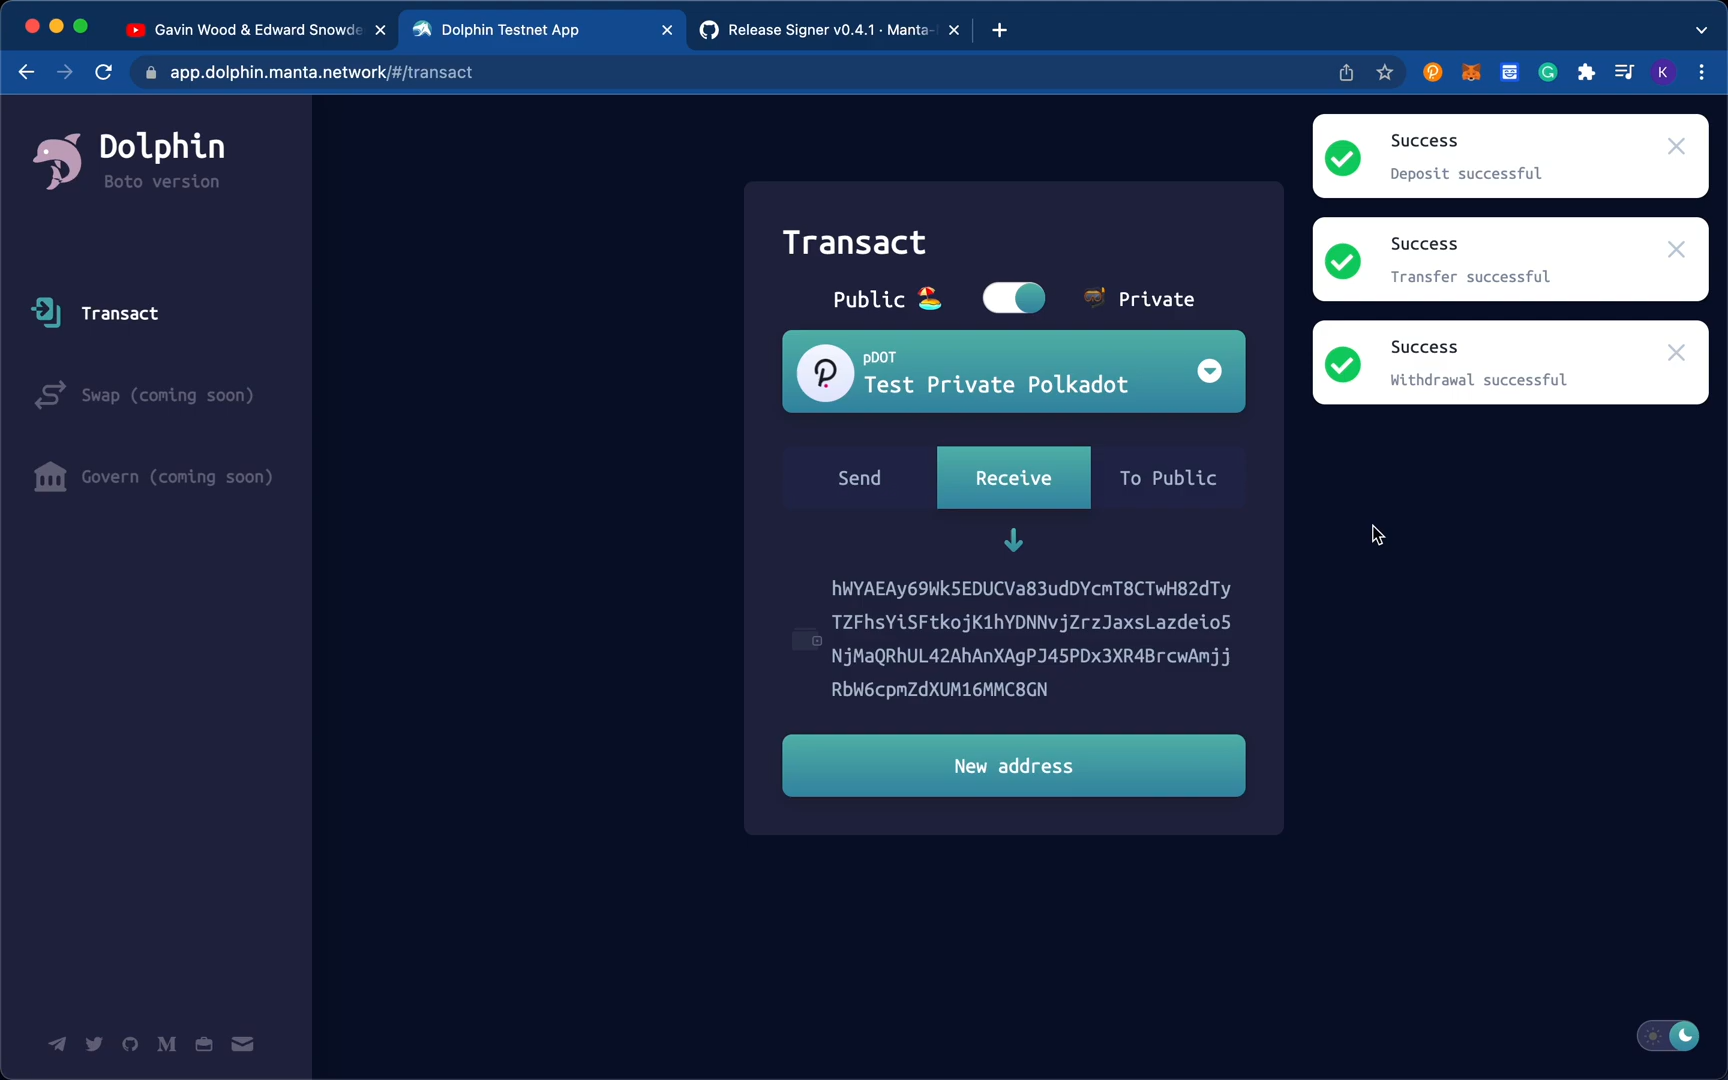 Gavin Wood & Edward Snowde
Dolphin Testnet App
Release Signer v0.4.1 · Manta-
app.dolphin.manta.network/#/transact
K
Dolphin
Boto version
Transact
Swap (coming soon)
Govern (coming soon)
Transact
Public
Private
pDOT
Test Private Polkadot
Send
Receive
To Public
hWYAEAy69Wk5EDUCVa83udDYcmT8CTwH82dTy
TZFhsYiSFtkojK1hYDNNvjZrzJaxsLazdeio5
NjMaQRhUL42AhAnXAgPJ45PDx3XR4BrcwAmjj
RbW6cpmZdXUM16MMC8GN
New address
Success
Deposit successful
Success
Transfer successful
Success
Withdrawal successful